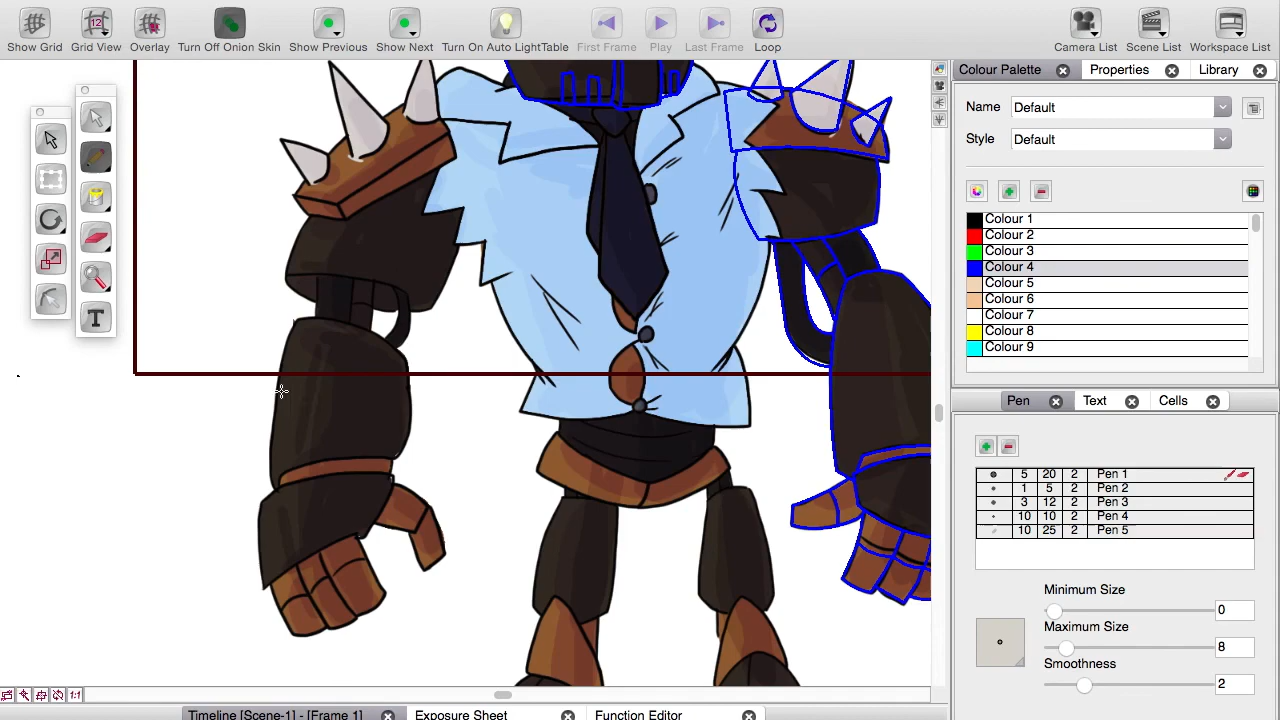 12
Show Grid Grid View Overlay Turn Off Onion Skin Show Previous Show Next Turn On Auto LightTable First Frame Play Last Frame Loop Camera List Scene List Workspace List
Colour Palette Properties Library
Name Default
Style Default
Colour 1
Colour 2
Colour 3
Colour 4
Colour 5
Colour 6
Colour 7
Colour 8
Colour 9
T
Pen Text Cells
5 20 2 Pen 1
1 5 2 Pen 2
3 12 2 Pen 3
10 10 2 Pen 4
10 25 2 Pen 5
Minimum Size
0
Maximum Size
8
Smoothness
2
1:1
Timeline [Scene-1] - [Frame 1] Exposure Sheet Function Editor